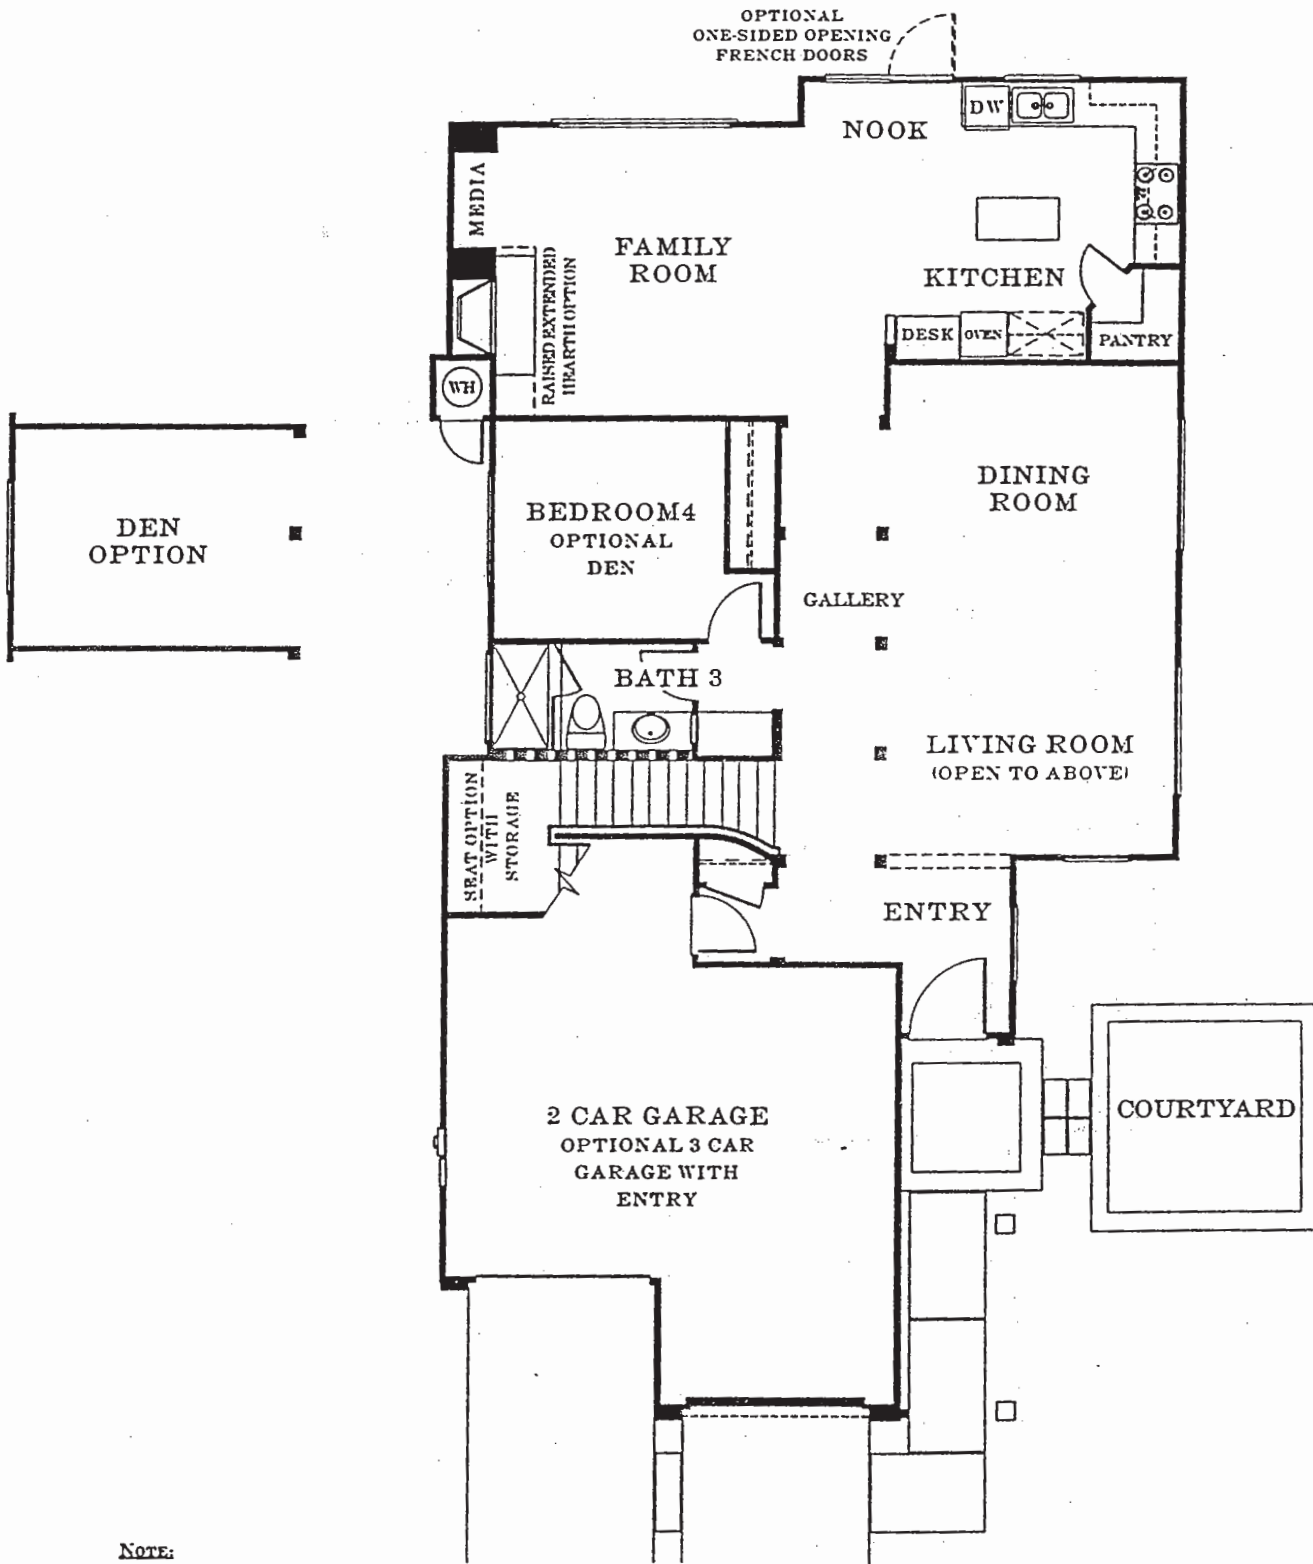 OPTIONAL
ONE-SIDED OPENING
FRENCH DOORS
DW
NOOK
MEDIA
FAMILY
ROOM
KITCHEN
RAISED EXTENDED
HEARTH OPTION
DESK
OVEN
PANTRY
WH
DINING
ROOM
DEN
OPTION
BEDROOM 4
OPTIONAL
DEN
GALLERY
BATH 3
LIVING ROOM
(OPEN TO ABOVE)
SEAT OPTION
WITH
STORAGE
ENTRY
2 CAR GARAGE
OPTIONAL 3 CAR
GARAGE WITH
ENTRY
COURTYARD
NOTE: